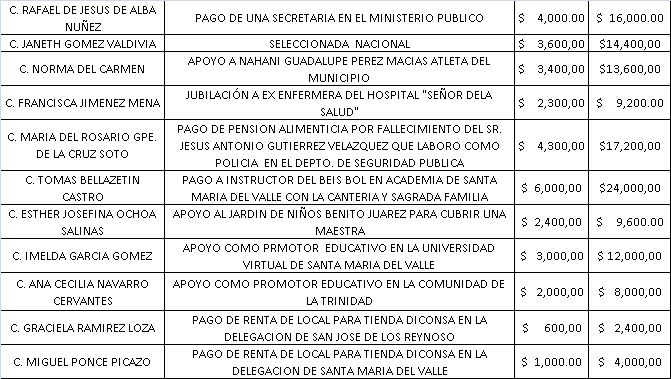 C. RAFAEL DE JESUS DE ALBA NUÑEZ PAGO DE UNA SECRETARIA EN EL MINISTERIO PUBLICO $ 4,000.00 $ 16,000.00
C. JANETH GOMEZ VALDIVIA SELECCIONADA NACIONAL $ 3,600,00 $14,400,00
C. NORMA DEL CARMEN APOYO A NAHANI GUADALUPE PEREZ MACIAS ATLETA DEL MUNICIPIO $ 3,400,00 $13,600,00
C. FRANCISCA JIMENEZ MENA JUBILACIÓN A EX ENFERMERA DEL HOSPITAL "SEÑOR DELA SALUD" $ 2,300,00 $ 9,200.00
C. MARIA DEL ROSARIO GPE. DE LA CRUZ SOTO PAGO DE PENSION ALIMENTICIA POR FALLECIMIENTO DEL SR. JESUS ANTONIO GUTIERREZ VELAZQUEZ QUE LABORO COMO POLICIA EN EL DEPTO. DE SEGURIDAD PUBLICA $ 4,300,00 $17,200,00
C. TOMAS BELLAZETIN CASTRO PAGO A INSTRUCTOR DEL BEIS BOL EN ACADEMIA DE SANTA MARIA DEL VALLE CON LA CANTERIA Y SAGRADA FAMILIA $ 6,000,00 $24,000,00
C. ESTHER JOSEFINA OCHOA SALINAS APOYO AL JARDIN DE NIÑOS BENITO JUAREZ PARA CUBRIR UNA MAESTRA $ 2,400,00 $ 9,600.00
C. IMELDA GARCIA GOMEZ APOYO COMO PRMOTOR EDUCATIVO EN LA UNIVERSIDAD VIRTUAL DE SANTA MARIA DEL VALLE $ 3,000,00 $ 12,000,00
C. ANA CECILIA NAVARRO CERVANTES APOYO COMO PROMOTOR EDUCATIVO EN LA COMUNIDAD DE LA TRINIDAD $ 2,000,00 $ 8,000,00
C. GRACIELA RAMIREZ LOZA PAGO DE RENTA DE LOCAL PARA TIENDA DICONSA EN LA DELEGACION DE SAN JOSE DE LOS REYNOSO $ 600,00 $ 2,400,00
C. MIGUEL PONCE PICAZO PAGO DE RENTA DE LOCAL PARA TIENDA DICONSA EN LA DELEGACION DE SANTA MARIA DEL VALLE $ 1,000.00 $ 4,000,00